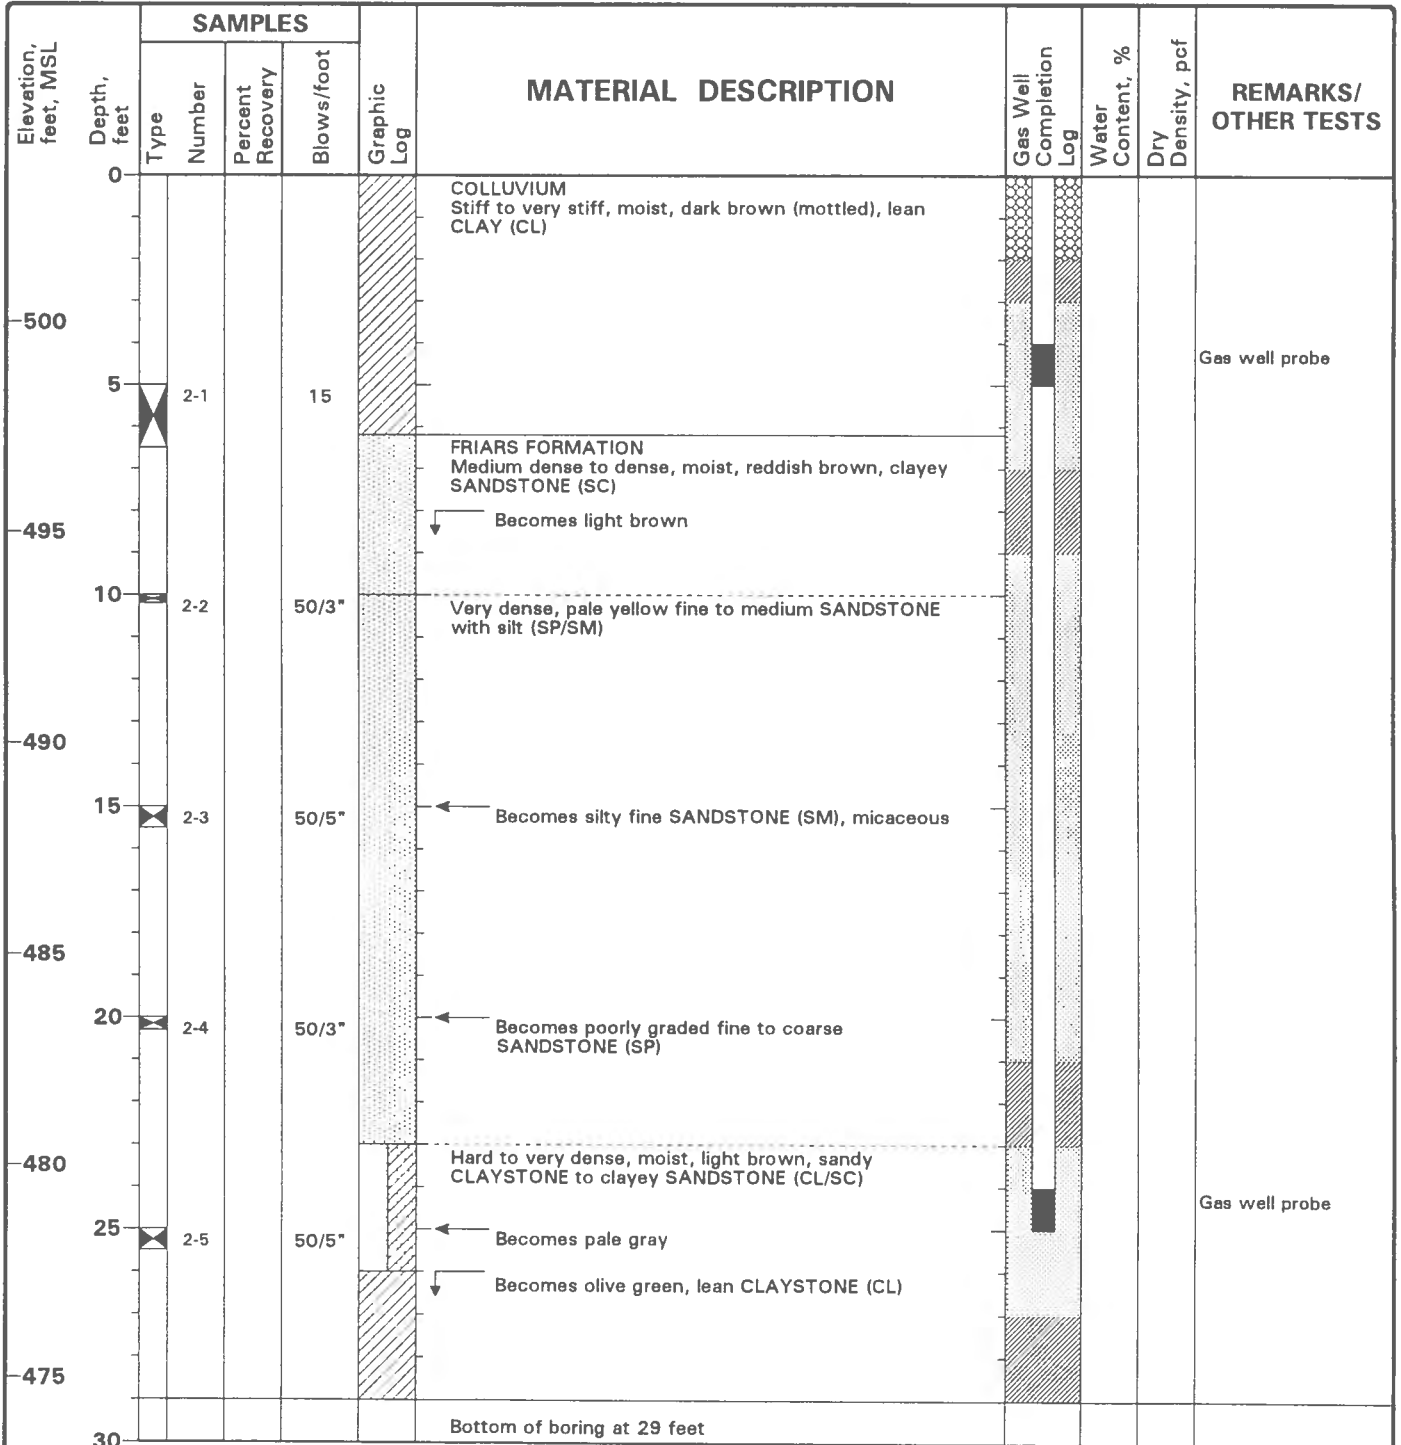 Elevation,
feet, MSL
Depth,
feet
SAMPLES
Type
Number
Percent
Recovery
Blows/foot
Graphic
Log
MATERIAL DESCRIPTION
Gas Well
Completion
Log
Water
Content, %
Dry
Density, pcf
REMARKS/
OTHER TESTS
0
COLLUVIUM
Stiff to very stiff, moist, dark brown (mottled), lean
CLAY (CL)
500
Gas well probe
5
2-1
15
FRIARS FORMATION
Medium dense to dense, moist, reddish brown, clayey
SANDSTONE (SC)
Becomes light brown
495
10
2-2
50/3"
Very dense, pale yellow fine to medium SANDSTONE
with silt (SP/SM)
490
15
2-3
50/5"
Becomes silty fine SANDSTONE (SM), micaceous
485
20
2-4
50/3"
Becomes poorly graded fine to coarse
SANDSTONE (SP)
480
Hard to very dense, moist, light brown, sandy
CLAYSTONE to clayey SANDSTONE (CL/SC)
Gas well probe
25
2-5
50/5"
Becomes pale gray
Becomes olive green, lean CLAYSTONE (CL)
475
Bottom of boring at 29 feet
30